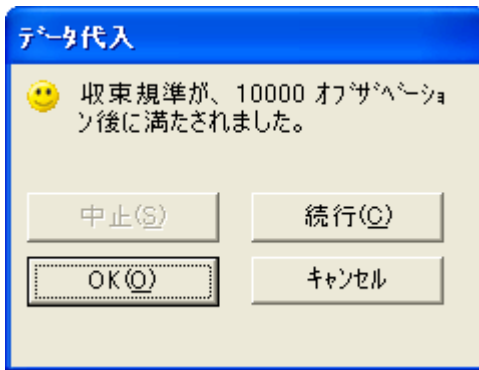 ﾃﾞｰﾀ代入
収束規準が、10000 ｵﾌﾞｻﾞﾍﾞｰｼｮ
ﾝ後に満たされました。
中止(S) 続行(C)
OK(O) ｷｬﾝｾﾙ